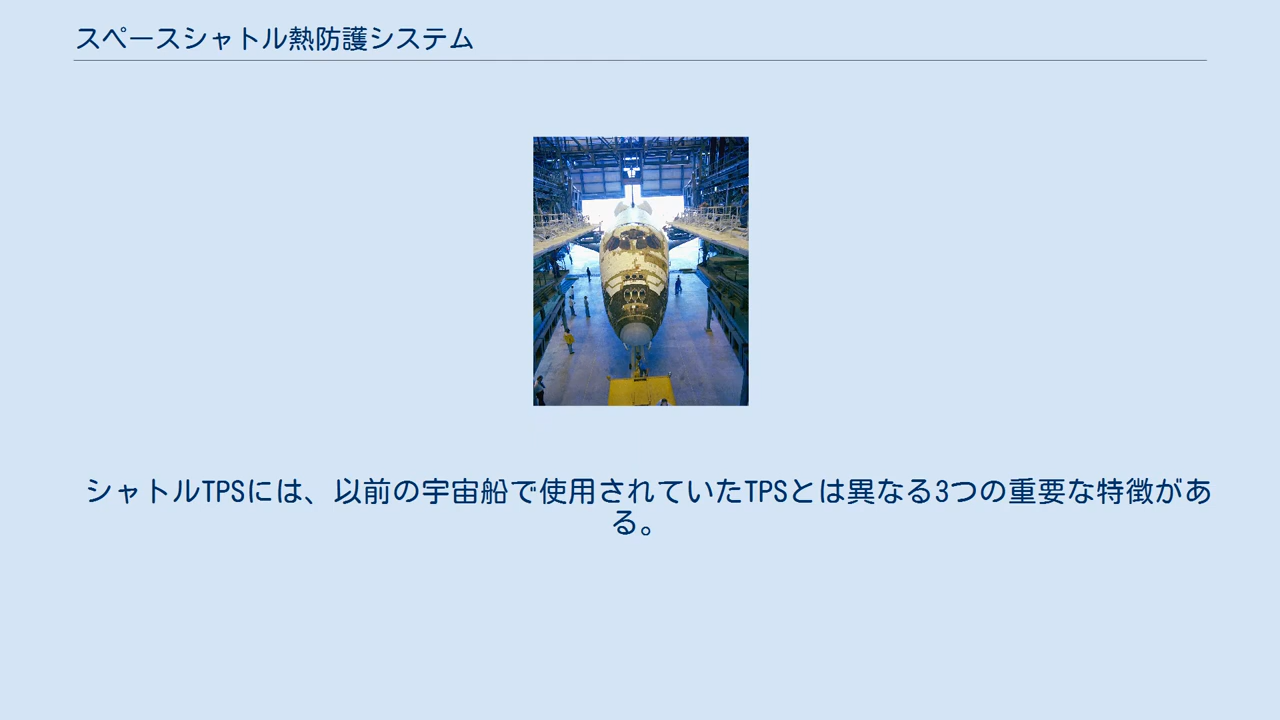 スペースシャトル熱防護システム
シャトルTPSには、以前の宇宙船で使用されていたTPSとは異なる3つの重要な特徴があ
る。